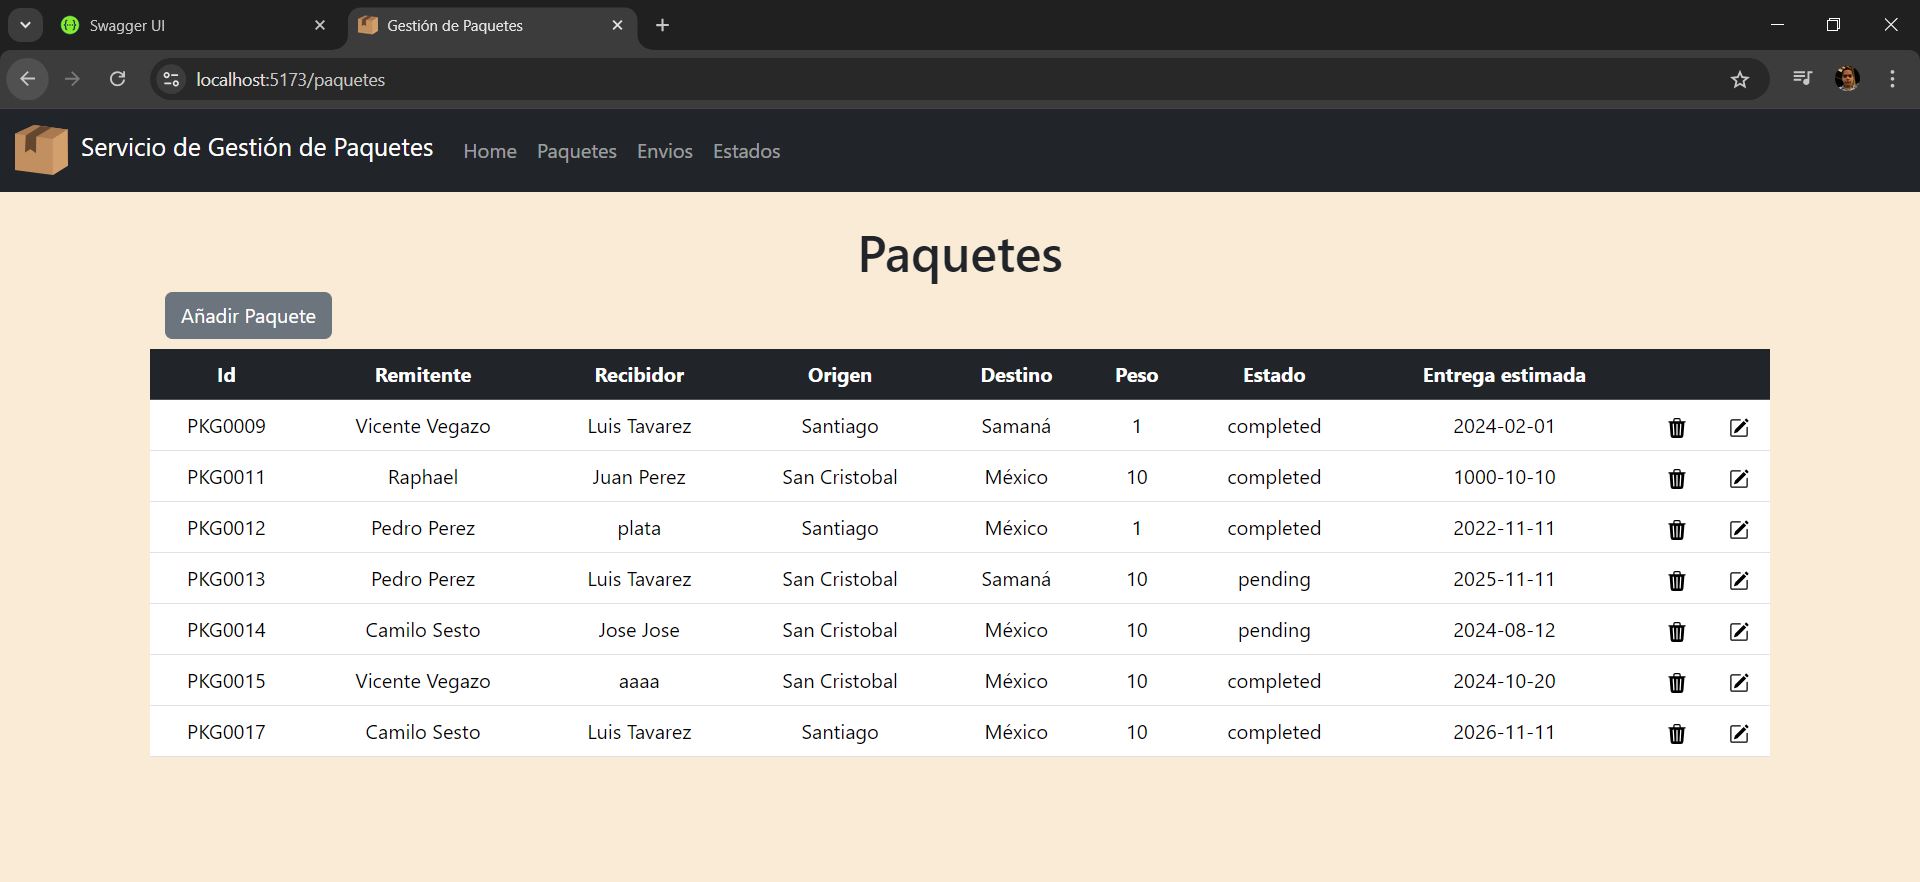 Swagger UI
Gestión de Paquetes
localhost:5173/paquetes
Servicio de Gestión de Paquetes Home Paquetes Envios Estados
Paquetes
Añadir Paquete
Id Remitente Recibidor Origen Destino Peso Estado Entrega estimada
PKG0009 Vicente Vegazo Luis Tavarez Santiago Samaná 1 completed 2024-02-01
PKG0011 Raphael Juan Perez San Cristobal México 10 completed 1000-10-10
PKG0012 Pedro Perez plata Santiago México 1 completed 2022-11-11
PKG0013 Pedro Perez Luis Tavarez San Cristobal Samaná 10 pending 2025-11-11
PKG0014 Camilo Sesto Jose Jose San Cristobal México 10 pending 2024-08-12
PKG0015 Vicente Vegazo aaaa San Cristobal México 10 completed 2024-10-20
PKG0017 Camilo Sesto Luis Tavarez Santiago México 10 completed 2026-11-11